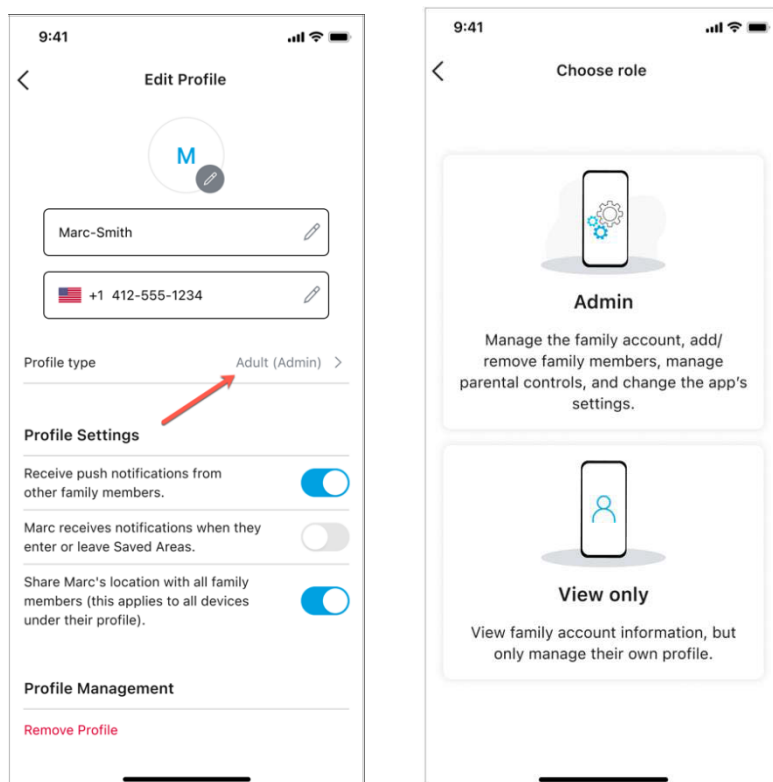 9:41
Edit Profile
M
Marc-Smith
+1 412-555-1234
Profile type Adult (Admin)
Profile Settings
Receive push notifications from
other family members.
Marc receives notifications when they
enter or leave Saved Areas.
Share Marc's location with all family
members (this applies to all devices
under their profile).
Profile Management
Remove Profile
9:41
Choose role
Admin
Manage the family account, add/
remove family members, manage
parental controls, and change the app's
settings.
View only
View family account information, but
only manage their own profile.